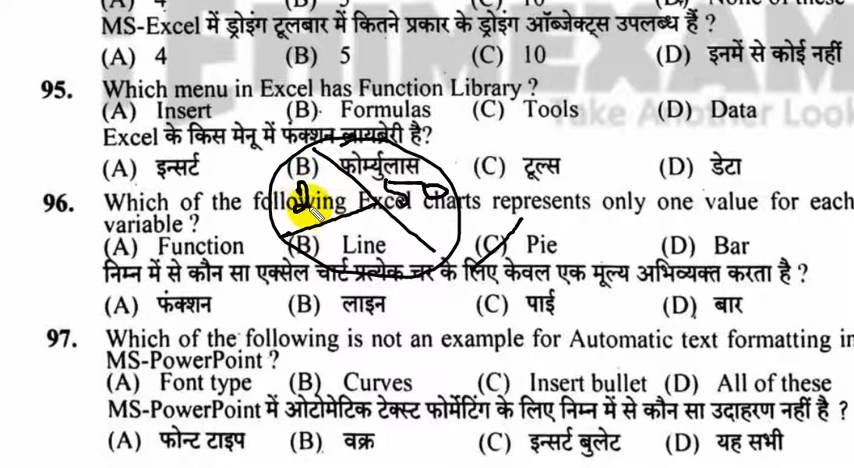 MS-Excel में ड्रोइंग टूलबार में कितने प्रकार के ड्रोइंग ऑब्जेक्ट्स उपलब्ध हैं ?
(A) 4 (B) 5 (C) 10 (D) इनमें से कोई नहीं
95. Which menu in Excel has Function Library ?
(A) Insert (B) Formulas (C) Tools (D) Data
Take Another Look
Excel के किस मेनू में फंक्शन लायब्रेरी है?
(A) इन्सर्ट (B) फोर्म्युलास (C) टूल्स (D) डेटा
96. Which of the following Excel charts represents only one value for each
variable ?
(A) Function (B) Line (C) Pie (D) Bar
निम्न में से कौन सा एक्सेल चार्ट प्रत्येक चर के लिए केवल एक मूल्य अभिव्यक्त करता है ?
(A) फंक्शन (B) लाइन (C) पाई (D) बार
97. Which of the following is not an example for Automatic text formatting in
MS-PowerPoint ?
(A) Font type (B) Curves (C) Insert bullet (D) All of these
MS-PowerPoint में ओटोमेटिक टेक्स्ट फोर्मेटिंग के लिए निम्न में से कौन सा उदाहरण नहीं है ?
(A) फोन्ट टाइप (B) वक्र (C) इन्सर्ट बुलेट (D) यह सभी